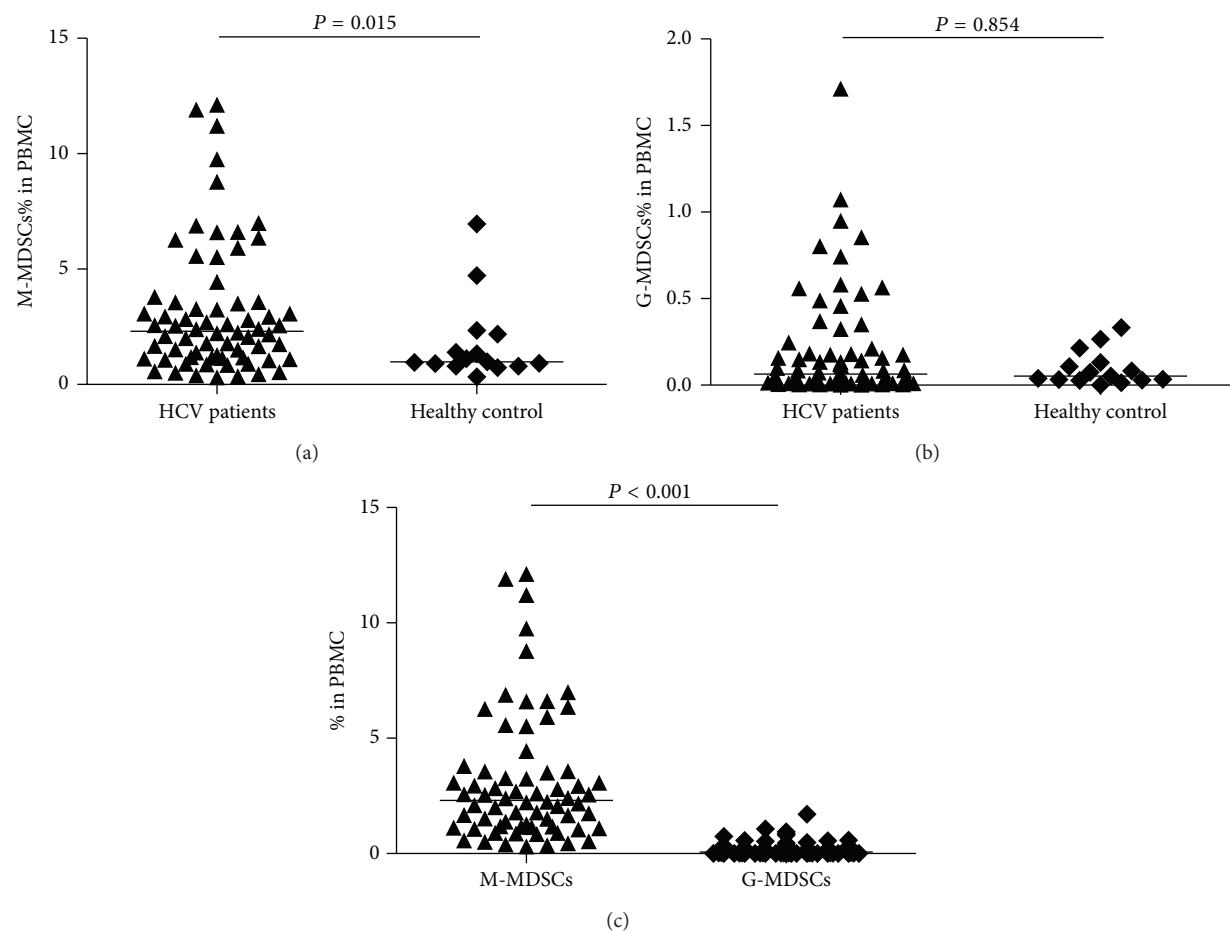 P = 0.015
15
10
5
0
M-MDSCs% in PBMC
HCV patients
Healthy control
(a)
P = 0.854
2.0
1.5
1.0
0.5
0.0
G-MDSCs% in PBMC
HCV patients
Healthy control
(b)
P < 0.001
15
10
5
0
% in PBMC
M-MDSCs
G-MDSCs
(c)